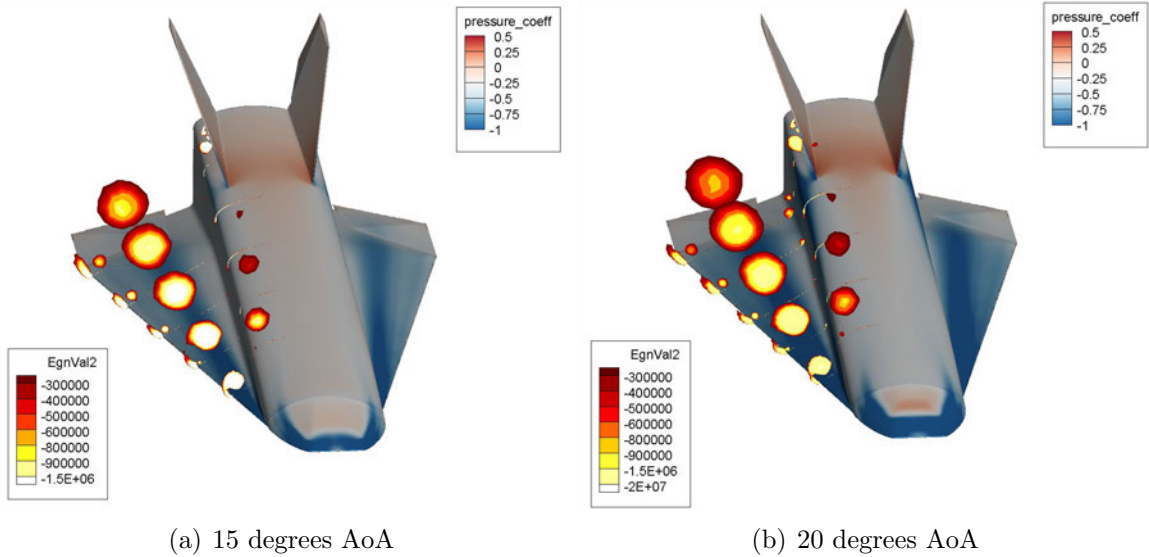 pressure_coeff
0.5
0.25
0
-0.25
-0.5
-0.75
-1
EgnVal2
-300000
-400000
-500000
-600000
-800000
-900000
-1.5E+06
(a) 15 degrees AoA
pressure_coeff
0.5
0.25
0
-0.25
-0.5
-0.75
-1
EgnVal2
-300000
-400000
-500000
-600000
-800000
-900000
-1.5E+06
-2E+07
(b) 20 degrees AoA